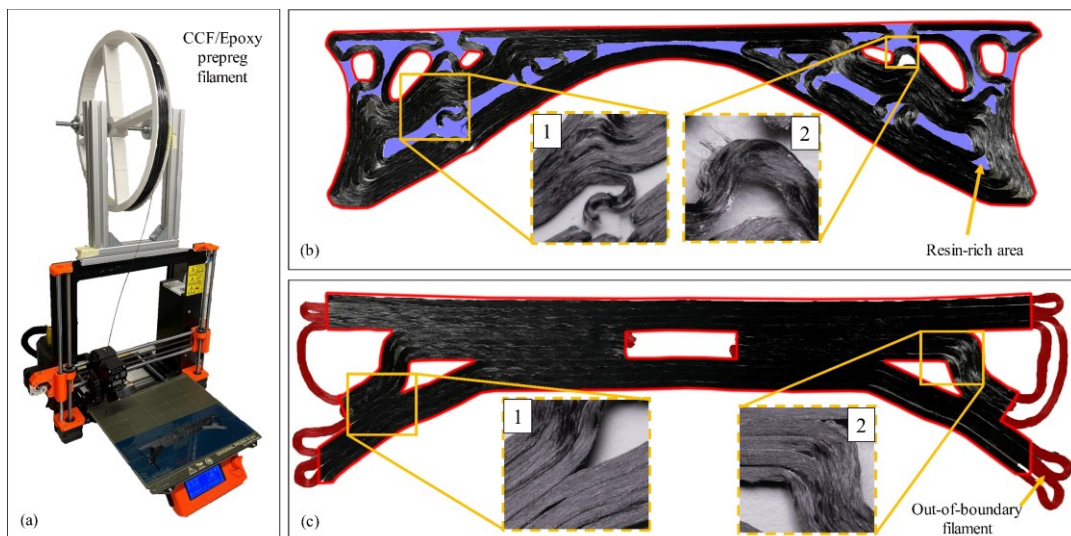 CCF/Epoxy
prepreg
filament
(a)
1
2
Resin-rich area
(b)
1
2
Out-of-boundary
filament
(c)